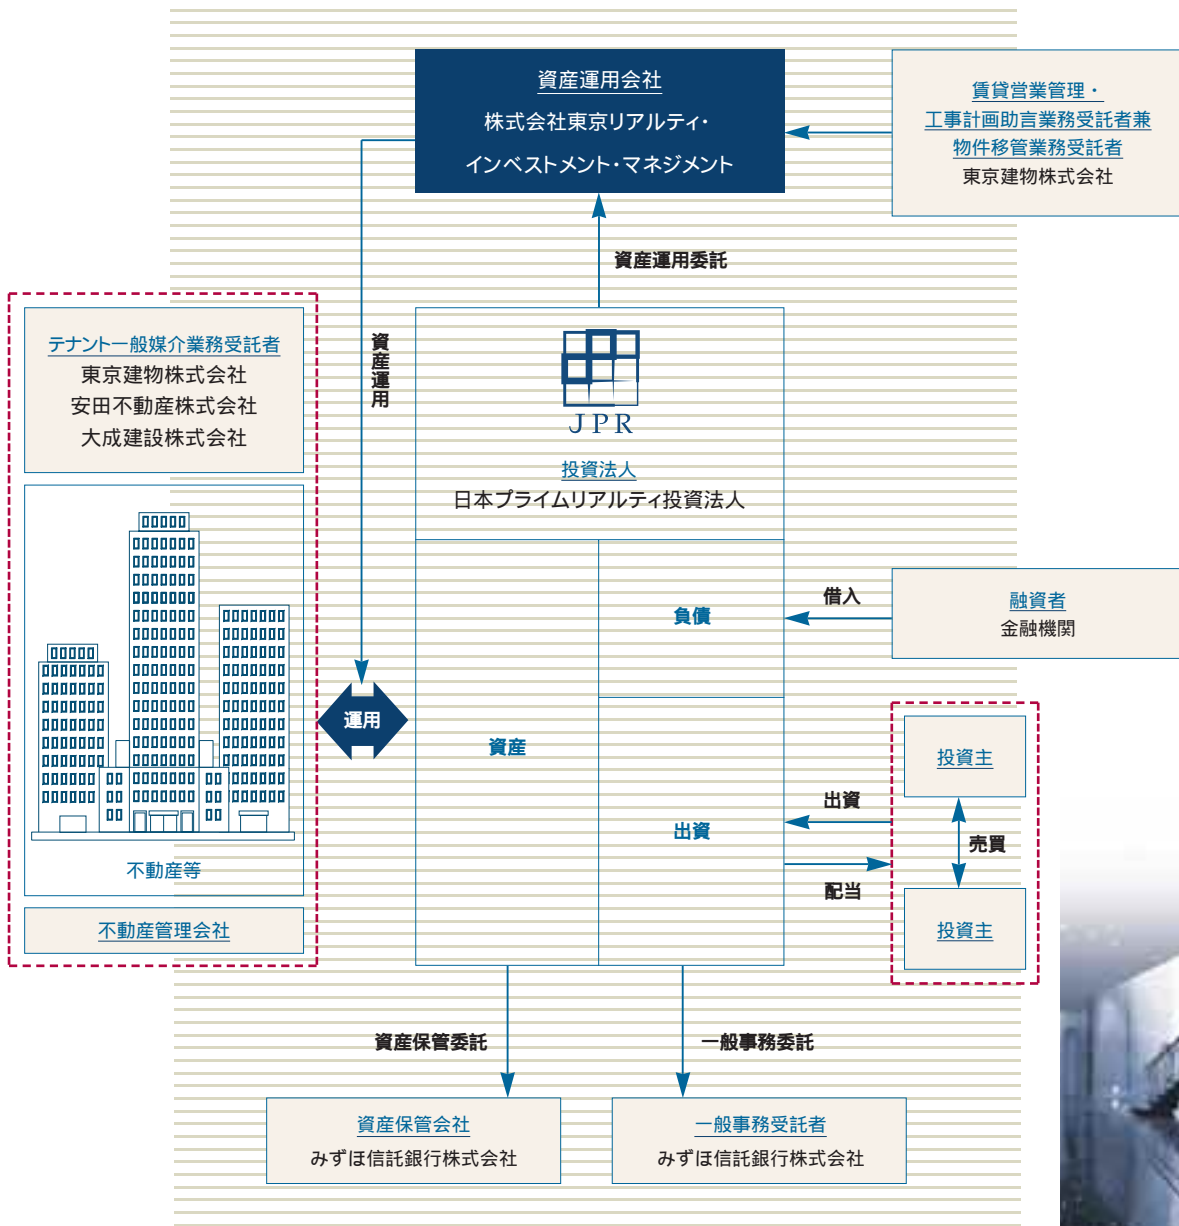 資産運用会社
株式会社東京リアルティ・
インベストメント・マネジメント
賃貸営業管理・
工事計画助言業務受託者兼
物件移管業務受託者
東京建物株式会社
資産運用委託
資産運用
テナント一般媒介業務受託者
東京建物株式会社
安田不動産株式会社
大成建設株式会社
JPR
投資法人
日本プライムリアルティ投資法人
負債
借入
融資者
金融機関
運用
資産
投資主
出資
出資
売買
配当
投資主
不動産等
不動産管理会社
資産保管委託
一般事務委託
資産保管会社
みずほ信託銀行株式会社
一般事務受託者
みずほ信託銀行株式会社